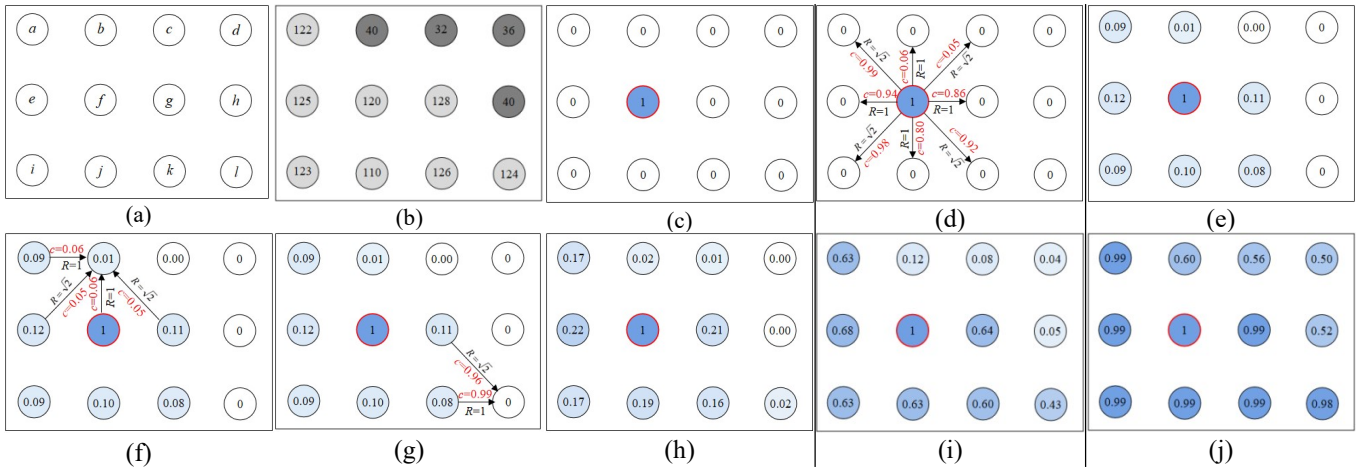 a b c d
e f g h
i j k l
(a)
122 40 32 36
125 120 128 40
123 110 126 124
(b)
0 0 0 0
0 1 0 0
0 0 0 0
(c)
0 0 0 0
R=√2 c=0.99 c=0.06 R=1 c=0.05 R=√2
0 c=0.94 R=1 1 c=0.86 R=1 0 0
R=√2 c=0.98 R=1 c=0.80 c=0.92 R=√2
0 0 0 0
(d)
0.09 0.01 0.00 0
0.12 1 0.11 0
0.09 0.10 0.08 0
(e)
0.09 c=0.06 R=1 0.01 0.00 0
R=√2 c=0.05 c=0.06 R=1 R=√2 c=0.05
0.12 1 0.11 0
0.09 0.10 0.08 0
(f)
0.09 0.01 0.00 0
0.12 1 0.11 0
R=√2 c=0.96
0.09 0.10 0.08 c=0.99 R=1 0
(g)
0.17 0.02 0.01 0.00
0.22 1 0.21 0.00
0.17 0.19 0.16 0.02
(h)
0.63 0.12 0.08 0.04
0.68 1 0.64 0.05
0.63 0.63 0.60 0.43
(i)
0.99 0.60 0.56 0.50
0.99 1 0.99 0.52
0.99 0.99 0.99 0.98
(j)